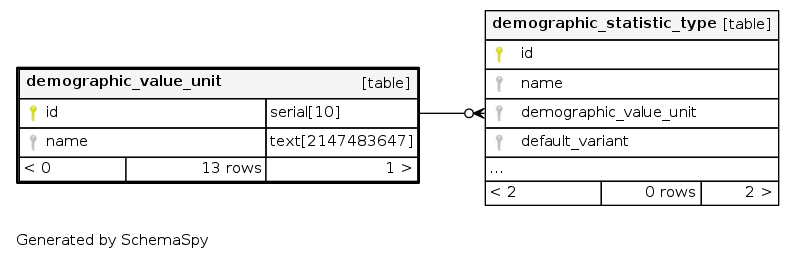 demographic_value_unit [table]
id serial[10]
name text[2147483647]
< 0 13 rows 1 >
demographic_statistic_type [table]
id
name
demographic_value_unit
default_variant
...
< 2 0 rows 2 >
Generated by SchemaSpy